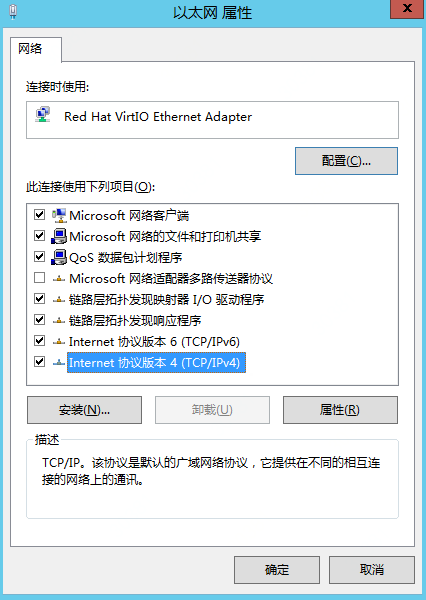 以太网 属性
x
网络
连接时使用:
Red Hat VirtIO Ethernet Adapter
配置(C)...
此连接使用下列项目(O):
Microsoft 网络客户端
Microsoft 网络的文件和打印机共享
QoS 数据包计划程序
Microsoft 网络适配器多路传送器协议
链路层拓扑发现映射器 I/O 驱动程序
链路层拓扑发现响应程序
Internet 协议版本 6 (TCP/IPv6)
Internet 协议版本 4 (TCP/IPv4)
安装(N)... 卸载(U) 属性(R)
描述
TCP/IP。该协议是默认的广域网络协议，它提供在不同的相互连
接的网络上的通讯。
确定 取消